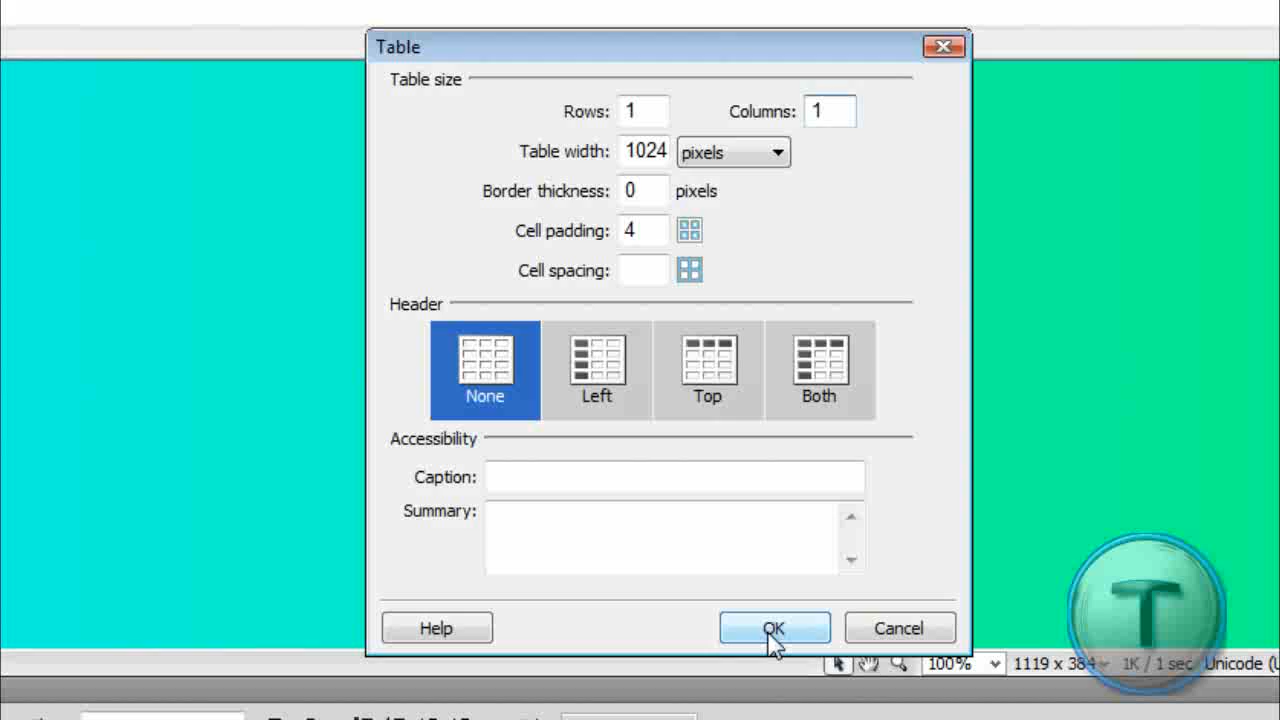 Table
Table size
Rows: 1 Columns: 1
Table width: 1024 pixels
Border thickness: 0 pixels
Cell padding: 4
Cell spacing:
Header
None Left Top Both
Accessibility
Caption:
Summary:
Help OK Cancel
T
100% 1119 x 384 1K / 1 sec Unicode (U